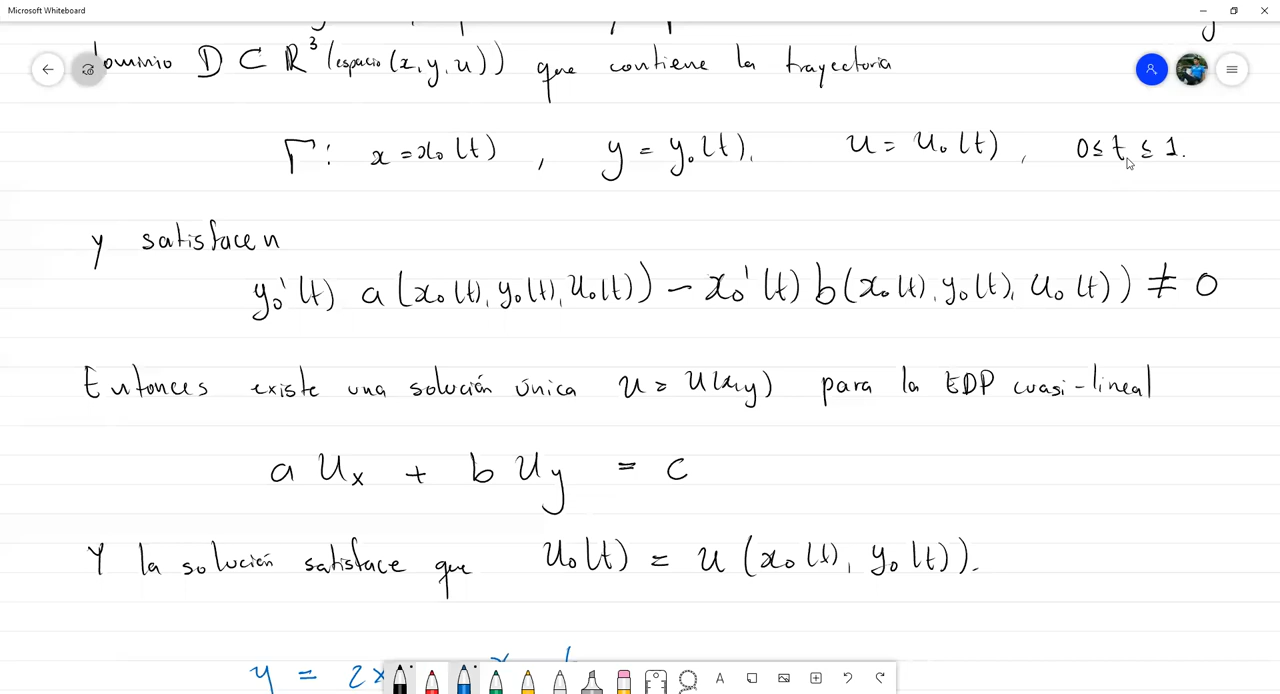 Microsoft Whiteboard
dominio D ⊂ ℝ³ (espacio (x,y,u)) que contiene la trayectoria
Γ: x = x₀(t) , y = y₀(t), u = u₀(t) , 0 ≤ t ≤ 1.
y satisfacen
y₀'(t) a(x₀(t), y₀(t), u₀(t)) − x₀'(t) b(x₀(t), y₀(t), u₀(t)) ≠ 0
Entonces existe una solución única u = u(x,y) para la EDP cuasi-lineal
a uₓ + b u_y = c
Y la solución satisface que u₀(t) = u(x₀(t), y₀(t)).
y = 2x
A